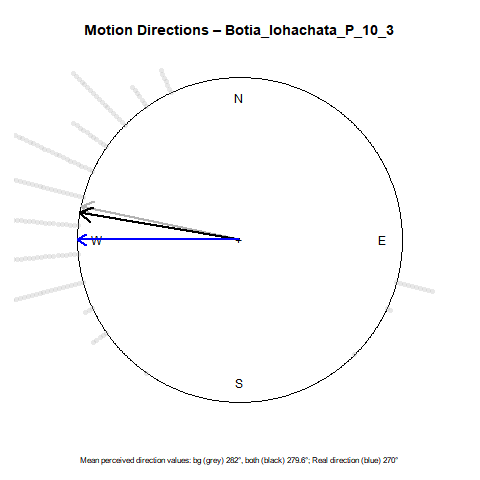 Motion Directions – Botia_lohachata_P_10_3
N
W
E
S
Mean perceived direction values: bg (grey) 282°, both (black) 279.6°; Real direction (blue) 270°